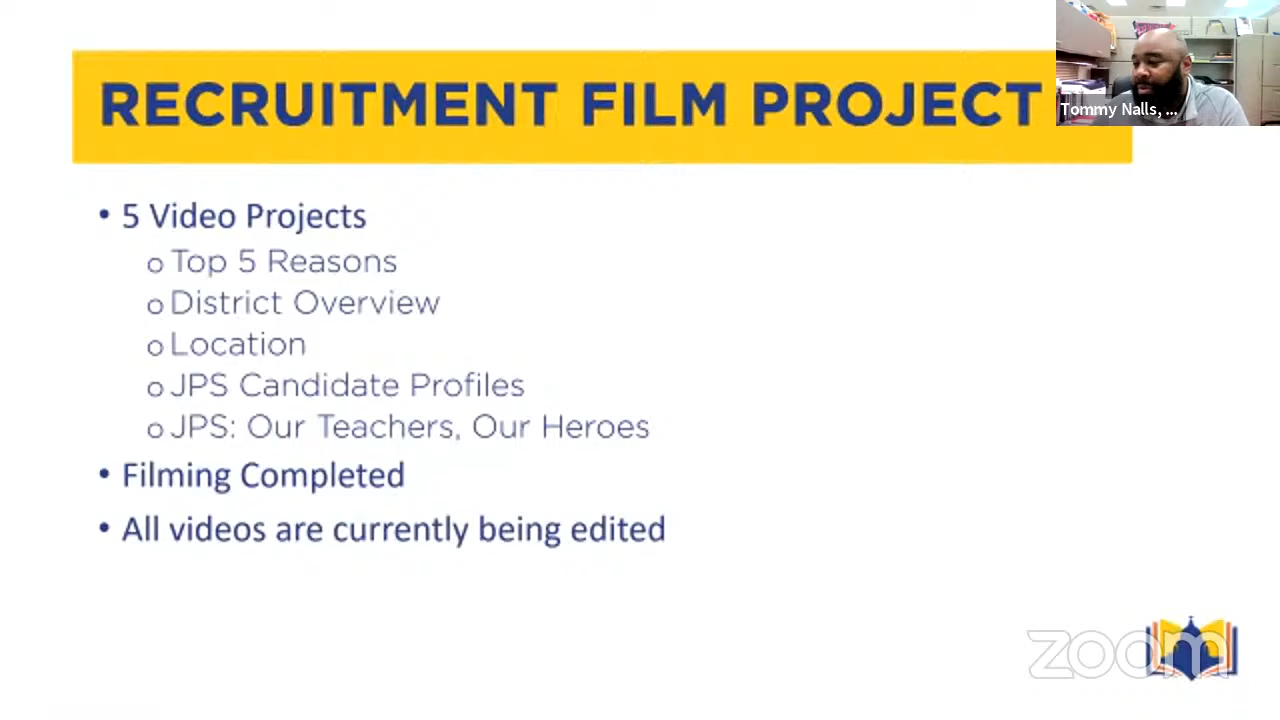 RECRUITMENT FILM PROJECT
Tommy Nalls, ...
• 5 Video Projects
o Top 5 Reasons
o District Overview
o Location
o JPS Candidate Profiles
o JPS: Our Teachers, Our Heroes
• Filming Completed
• All videos are currently being edited
zoom